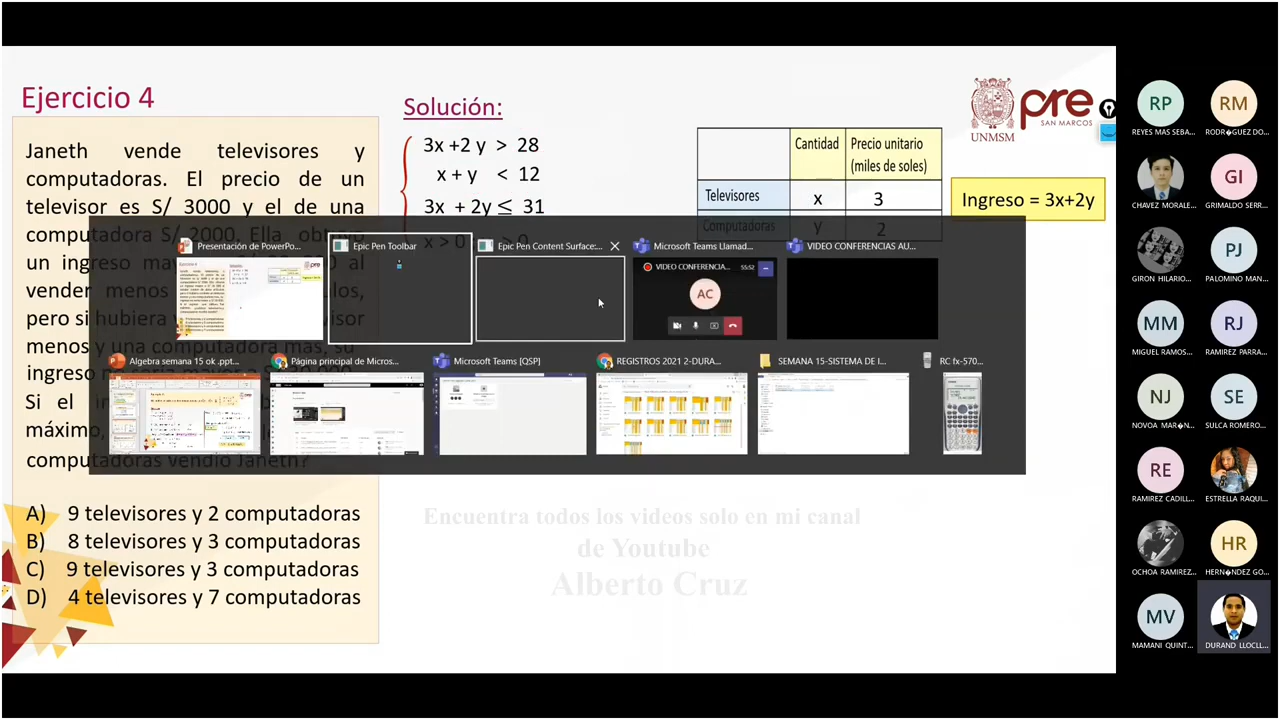 Ejercicio 4
Janeth vende televisores y
computadoras. El precio de un
televisor es S/ 3000 y el de una
computadora S/ 2000. Ella
un ingreso al
vender menos
pero si hubiera
menos y una computadora más, su
ingreso
Si el
máximo,
computadoras vendió Janeth?
A) 9 televisores y 2 computadoras
B) 8 televisores y 3 computadoras
C) 9 televisores y 3 computadoras
D) 4 televisores y 7 computadoras
Solución:
3x +2 y > 28
x + y < 12
3x + 2y ≤ 31
x > 0
Cantidad
Precio unitario
(miles de soles)
Televisores x 3
Computadoras y 2
Ingreso = 3x+2y
UNMSM
pre
SAN MARCOS
Presentación de PowerPo...
Epic Pen Toolbar
Epic Pen Content Surface:...
Microsoft Teams Llamad...
VIDEO CONFERENCIAS AU...
VIDEO CONFERENCIA...
55:52
AC
Algebra semana 15 ok .ppt...
Página principal de Micros...
Microsoft Teams [QSP]
REGISTROS 2021 2-DURA...
SEMANA 15-SISTEMA DE I...
RC fx-570...
Encuentra todos los videos solo en mi canal
de Youtube
Alberto Cruz
RP
RM
REYES MAS SEBA...
RODR�GUEZ DO...
GI
CHAVEZ MORALE...
GRIMALDO SERR...
PJ
GIRON HILARIO...
PALOMINO MAN...
MM
RJ
MIGUEL RAMOS...
RAMIREZ PARRA...
NJ
SE
NOVOA MAR�N...
SULCA ROMERO...
RE
RAMIREZ CADILL...
ESTRELLA RAQUI...
HR
OCHOA RAMIREZ...
HERN�NDEZ GO...
MV
MAMANI QUINT...
DURAND LLOCLL...